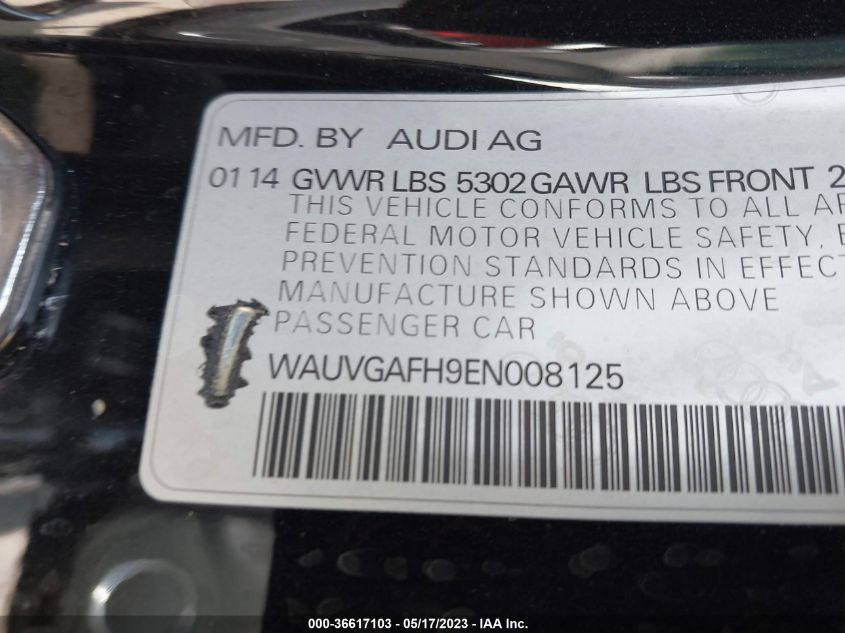 MFD. BY AUDI AG
01 14 GVWR LBS 5302 GAWR LBS FRONT 2
THIS VEHICLE CONFORMS TO ALL AP
FEDERAL MOTOR VEHICLE SAFETY,
PREVENTION STANDARDS IN EFFECT
MANUFACTURE SHOWN ABOVE
PASSENGER CAR
WAUVGAFH9EN008125
000-36617103 — 05/17/2023 — IAA Inc.